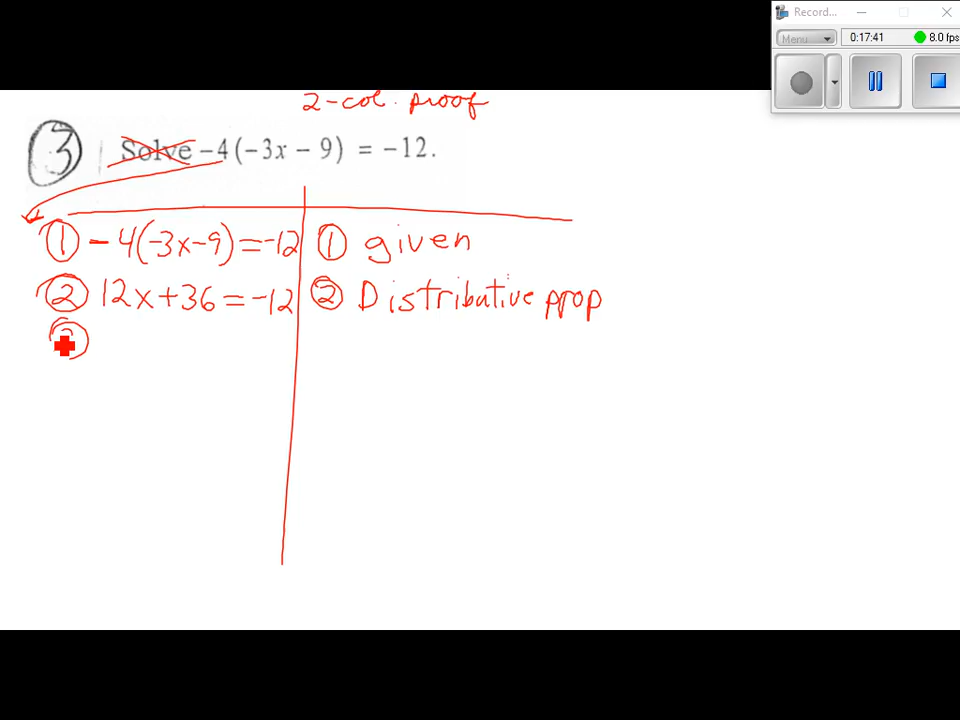 Record...
Menu
0:17:41
8.0 fps
2-col. proof
③ Solve −4(−3x − 9) = −12.
① −4(−3x−9) = −12 ① given
② 12x + 36 = −12 ② Distributive prop